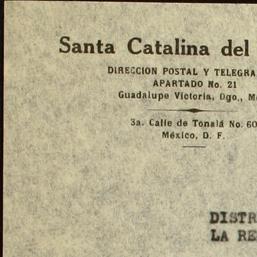 Santa Catalina del
DIRECCION POSTAL Y TELEGRA
APARTADO No. 21
Guadalupe Victoria, Dgo., M
3a. Calle de Tonalá No. 60
México, D. F.
DISTR
LA RE